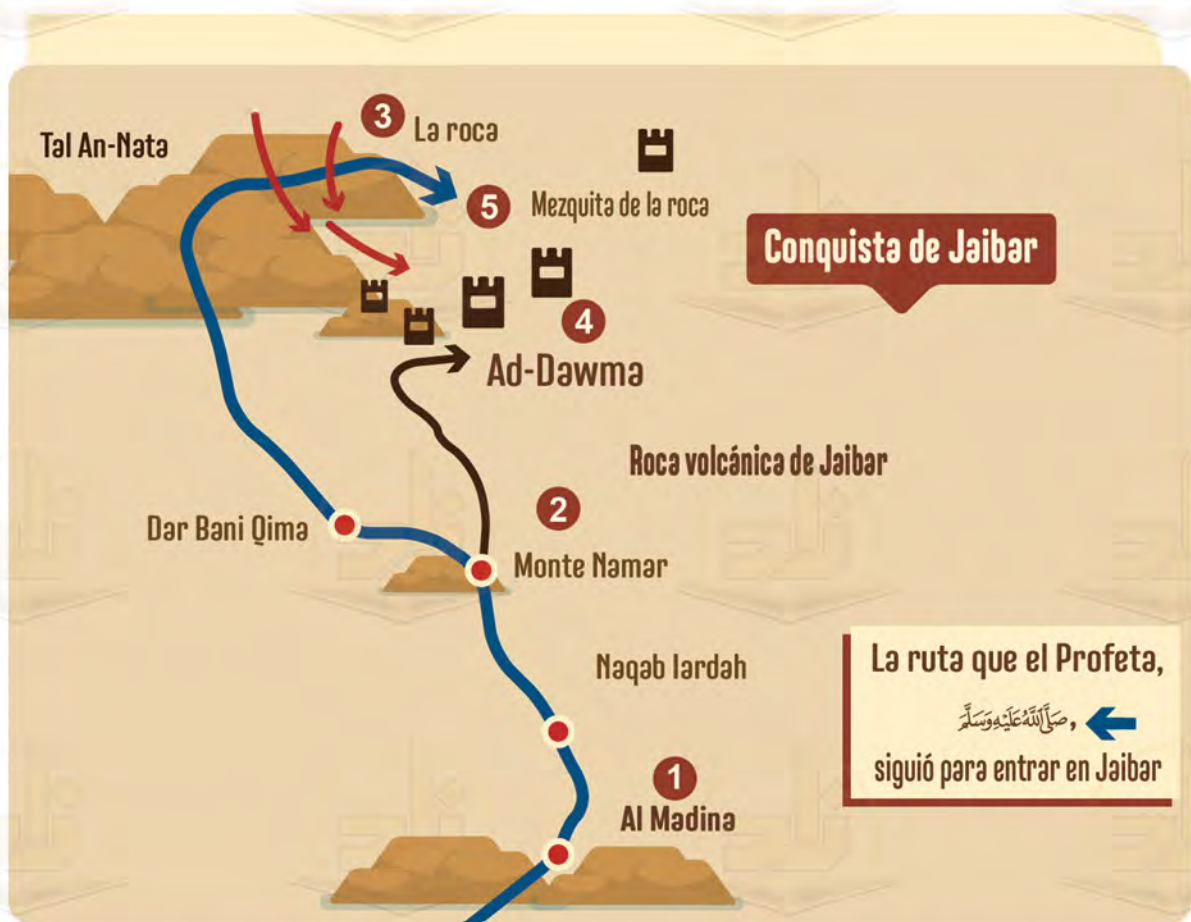 Tal An-Nata
3 La roca
5 Mezquita de la roca
Conquista de Jaibar
4
Ad-Dawma
Roca volcánica de Jaibar
2
Dar Bani Qima
Monte Namar
Naqab Iardah
La ruta que el Profeta,
صَلَّى اللَّهُ عَلَيْهِ وَسَلَّمَ,
siguió para entrar en Jaibar
1
Al Madina